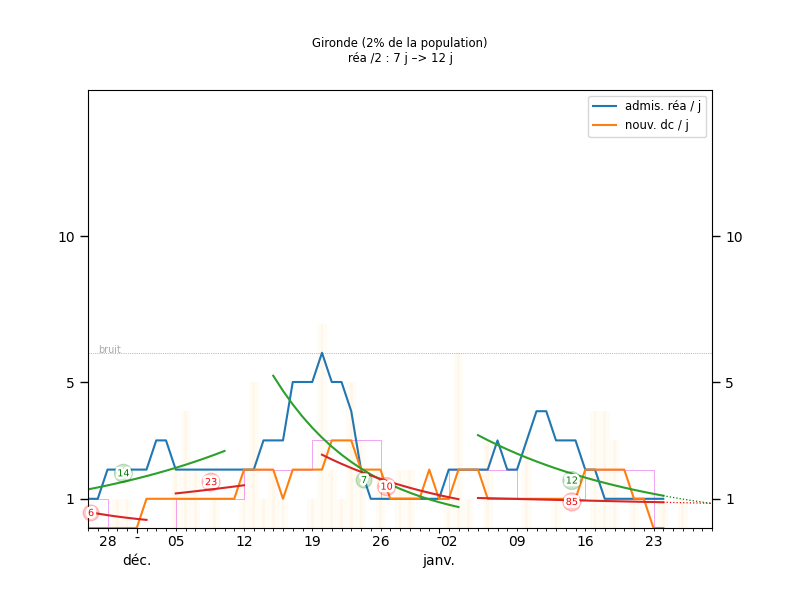 Gironde (2% de la population)
réa /2 : 7 j –> 12 j
admis. réa / j
nouv. dc / j
10 10
bruit
5 5
14 23 7 10 12 85 6
1 1
28 - 05 12 19 26 -02 09 16 23
déc. janv.